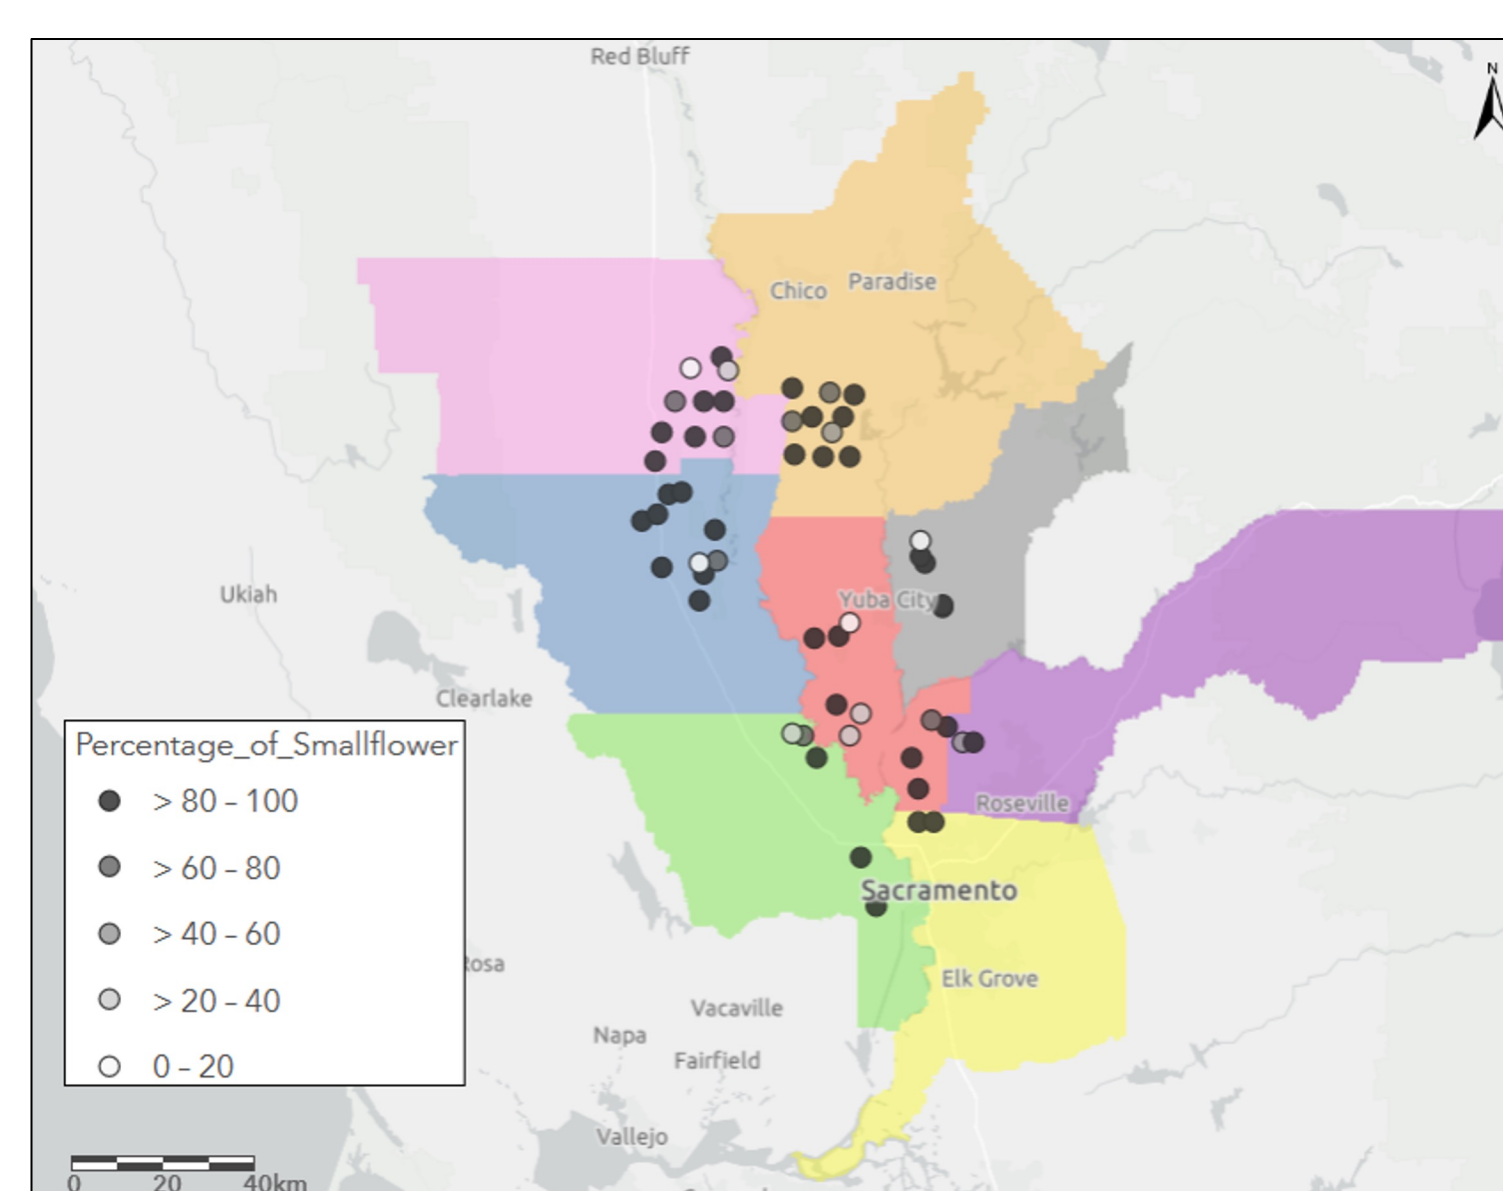 Red Bluff
N
Chico
Paradise
Ukiah
Yuba City
Clearlake
Percentage_of_Smallflower
> 80 – 100
> 60 – 80
> 40 – 60
> 20 – 40
0 – 20
Roseville
Sacramento
Rosa
Elk Grove
Vacaville
Napa
Fairfield
Vallejo
0 20 40km